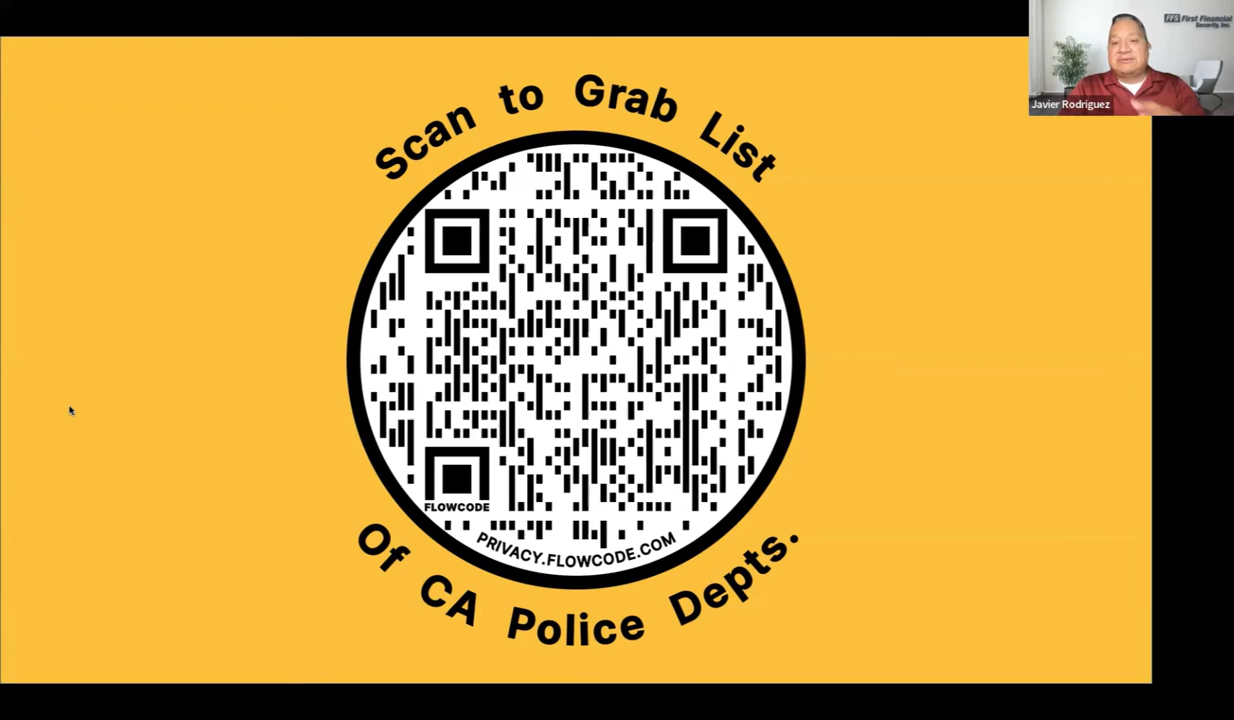 FFS First Financial
Security, Inc.
Javier Rodriguez
Scan to Grab List
FLOWCODE
PRIVACY.FLOWCODE.COM
Of CA Police Depts.